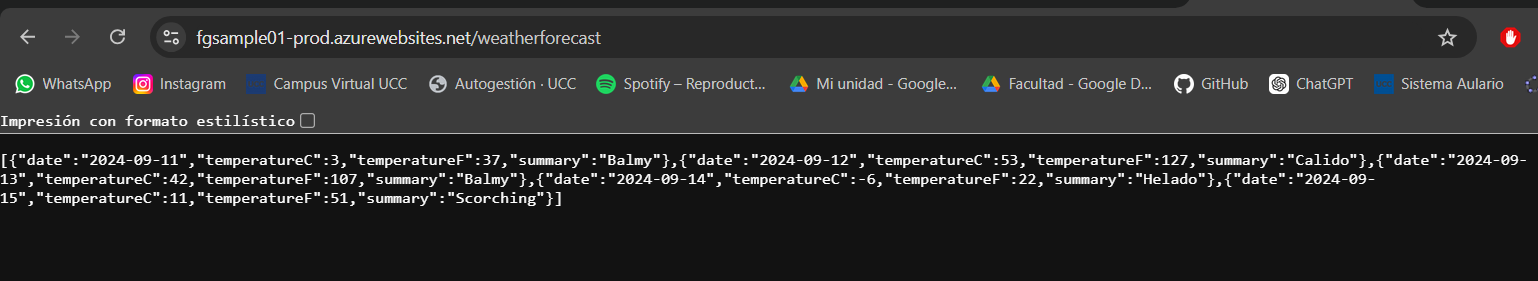 fgsample01-prod.azurewebsites.net/weatherforecast
WhatsApp Instagram Campus Virtual UCC Autogestión · UCC Spotify – Reproduct... Mi unidad - Google... Facultad - Google D... GitHub ChatGPT Sistema Aulario
Impresión con formato estilístico
[{"date":"2024-09-11","temperatureC":3,"temperatureF":37,"summary":"Balmy"},{"date":"2024-09-12","temperatureC":53,"temperatureF":127,"summary":"Calido"},{"date":"2024-09-
13","temperatureC":42,"temperatureF":107,"summary":"Balmy"},{"date":"2024-09-14","temperatureC":-6,"temperatureF":22,"summary":"Helado"},{"date":"2024-09-
15","temperatureC":11,"temperatureF":51,"summary":"Scorching"}]